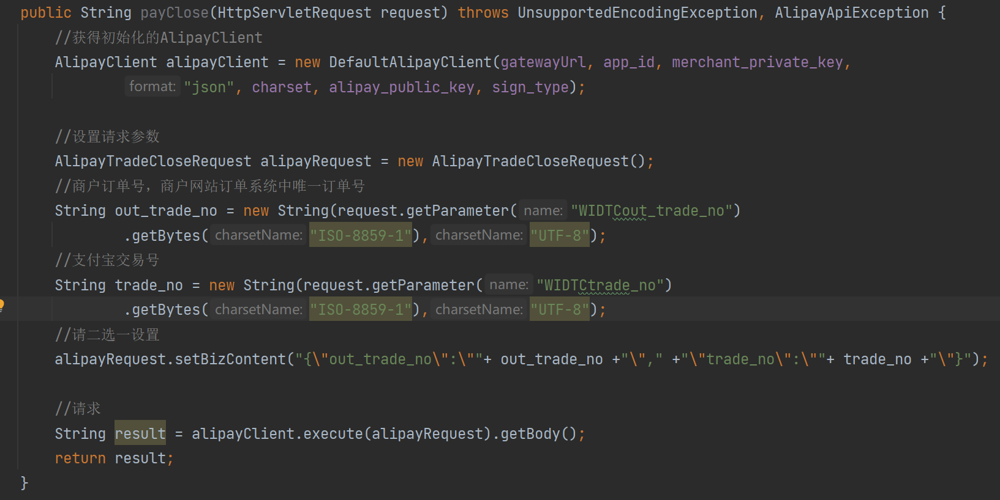 public String payClose(HttpServletRequest request) throws UnsupportedEncodingException, AlipayApiException {
//获得初始化的AlipayClient
AlipayClient alipayClient = new DefaultAlipayClient(gatewayUrl, app_id, merchant_private_key,
format: "json", charset, alipay_public_key, sign_type);
//设置请求参数
AlipayTradeCloseRequest alipayRequest = new AlipayTradeCloseRequest();
//商户订单号，商户网站订单系统中唯一订单号
String out_trade_no = new String(request.getParameter( name: "WIDTCout_trade_no")
.getBytes( charsetName: "ISO-8859-1"), charsetName: "UTF-8");
//支付宝交易号
String trade_no = new String(request.getParameter( name: "WIDTCtrade_no")
.getBytes( charsetName: "ISO-8859-1"), charsetName: "UTF-8");
//请二选一设置
alipayRequest.setBizContent("{\"out_trade_no\":\""+ out_trade_no +"\"," +"\"trade_no\":\""+ trade_no +"\"}");
//请求
String result = alipayClient.execute(alipayRequest).getBody();
return result;
}